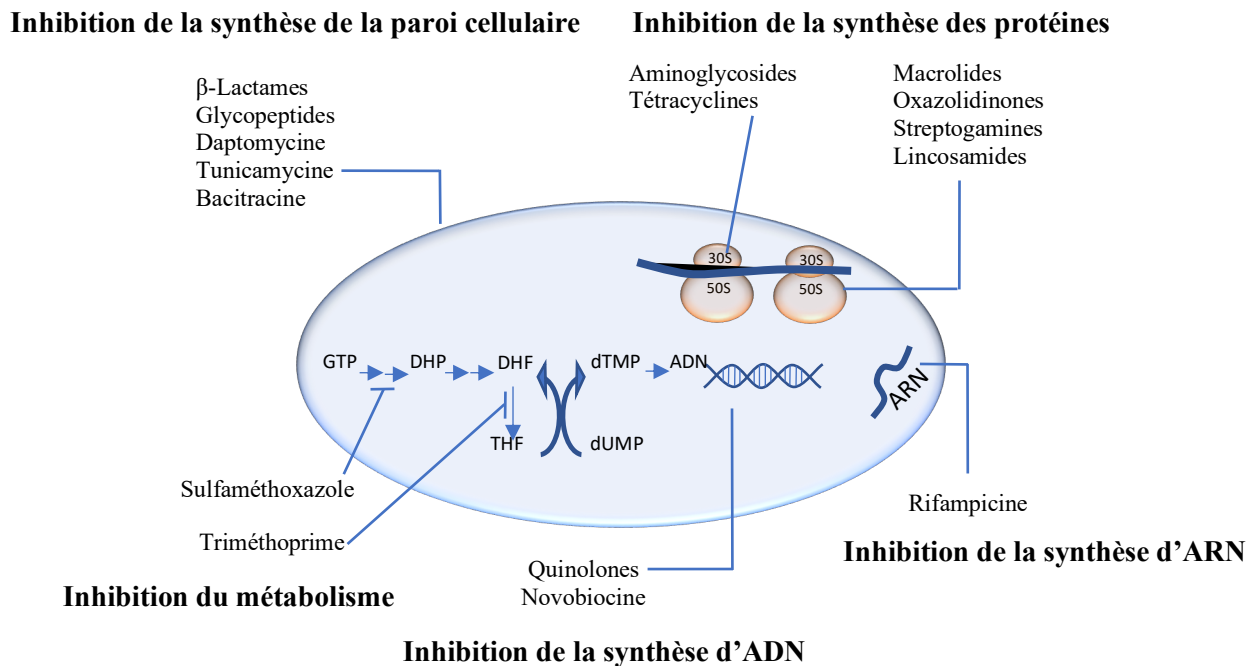 Inhibition de la synthèse de la paroi cellulaire
Inhibition de la synthèse des protéines
β-Lactames
Glycopeptides
Daptomycine
Tunicamycine
Bacitracine
Aminoglycosides
Tétracyclines
Macrolides
Oxazolidinones
Streptogamines
Lincosamides
30S
30S
50S
50S
GTP
DHP
DHF
dTMP
ADN
ARN
THF
dUMP
Sulfaméthoxazole
Triméthoprime
Rifampicine
Inhibition de la synthèse d’ARN
Quinolones
Novobiocine
Inhibition du métabolisme
Inhibition de la synthèse d’ADN